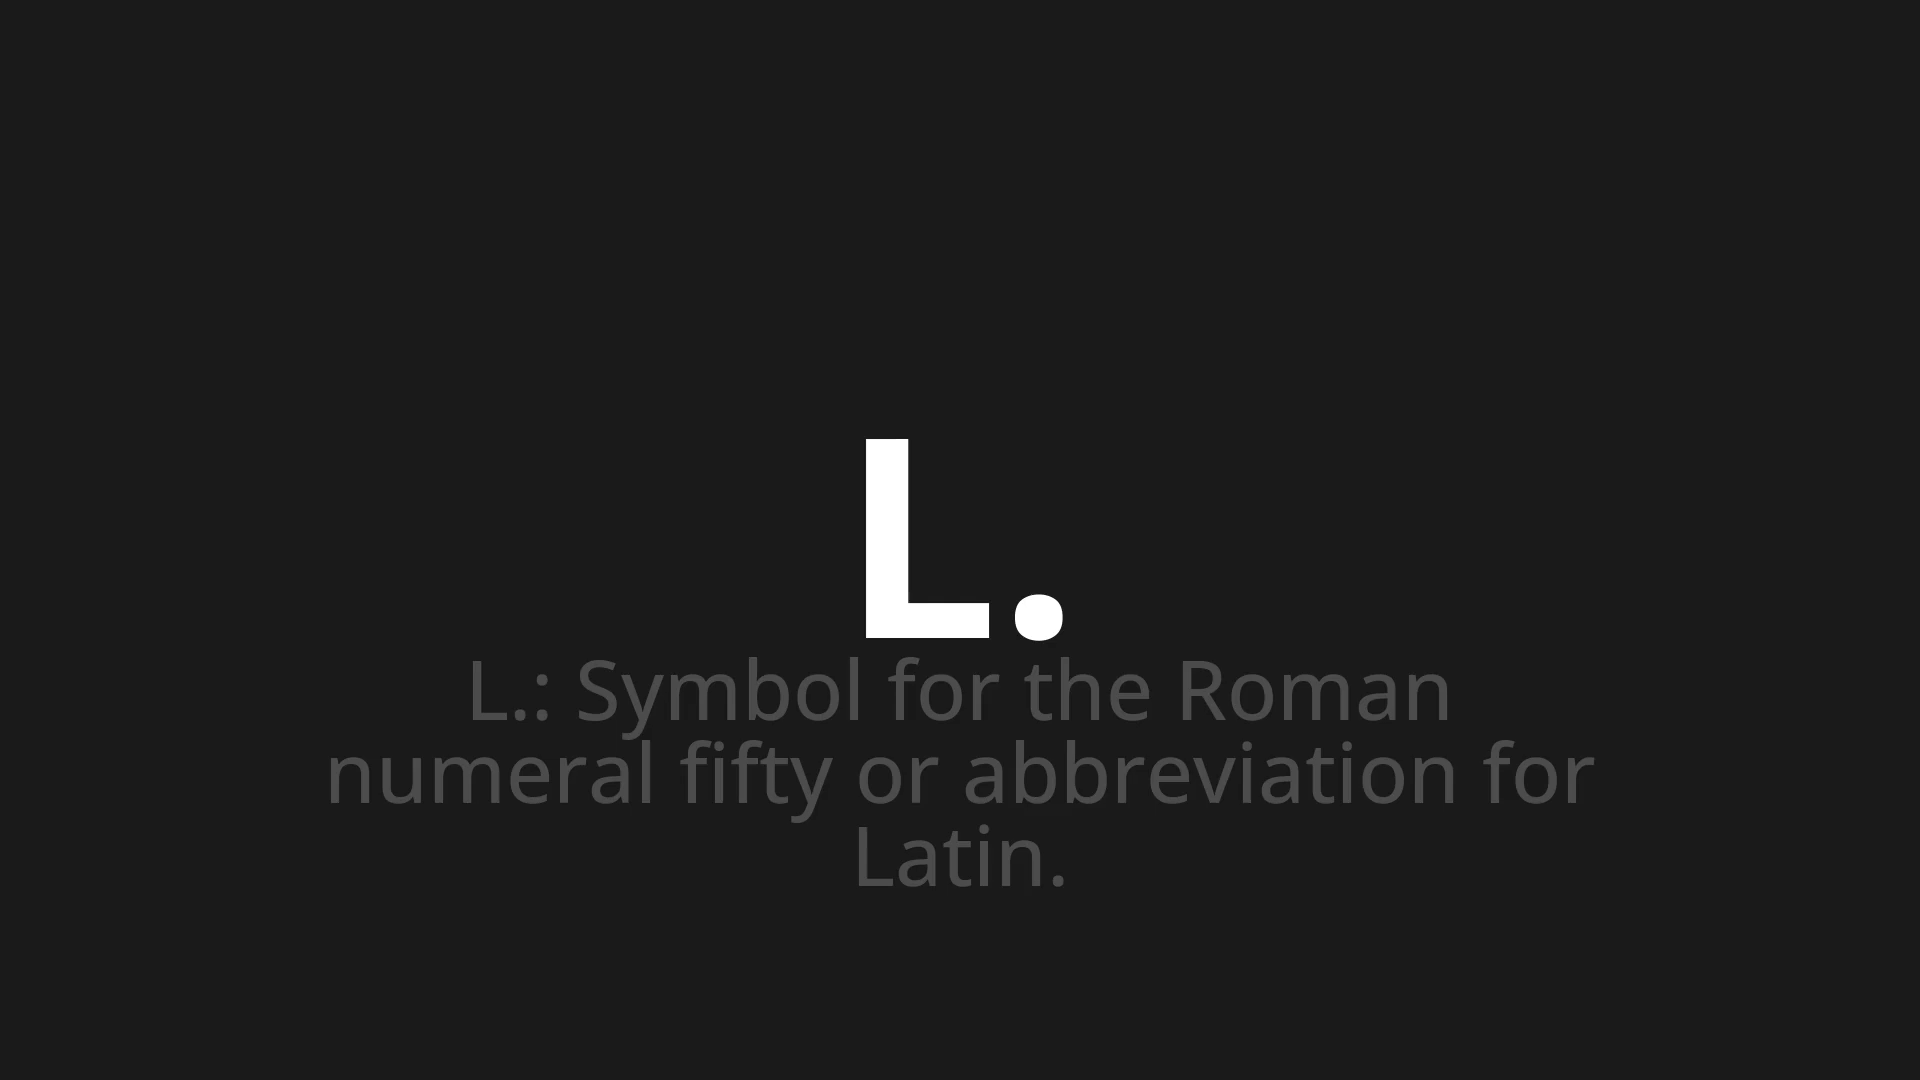 L.
L.: Symbol for the Roman
numeral fifty or abbreviation for
Latin.